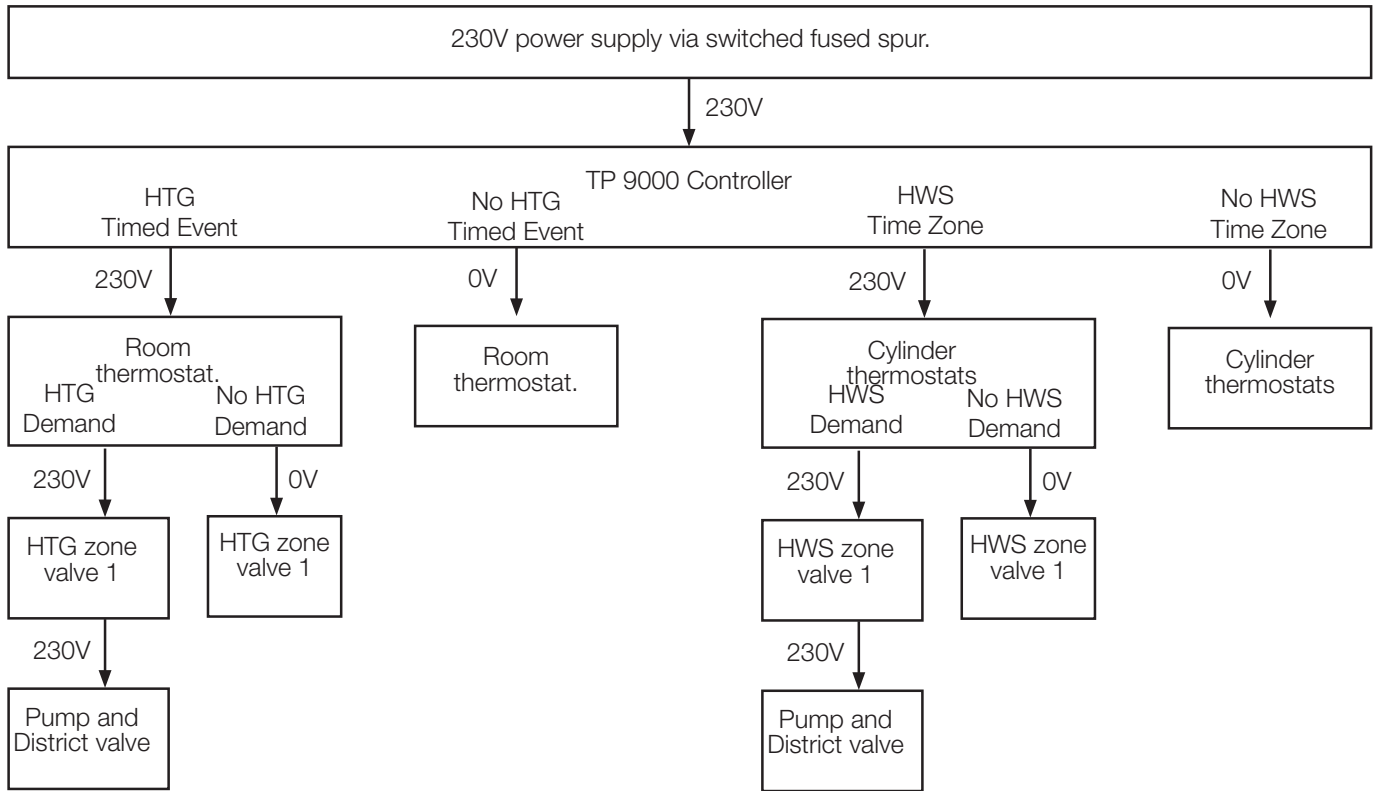 230V power supply via switched fused spur.
230V
TP 9000 Controller
HTG
Timed Event
No HTG
Timed Event
HWS
Time Zone
No HWS
Time Zone
230V
0V
230V
0V
Room
thermostat.
HTG
Demand
No HTG
Demand
Room
thermostat.
Cylinder
thermostats
HWS
Demand
No HWS
Demand
Cylinder
thermostats
230V
0V
230V
0V
HTG zone
valve 1
HTG zone
valve 1
HWS zone
valve 1
HWS zone
valve 1
230V
230V
Pump and
District valve
Pump and
District valve